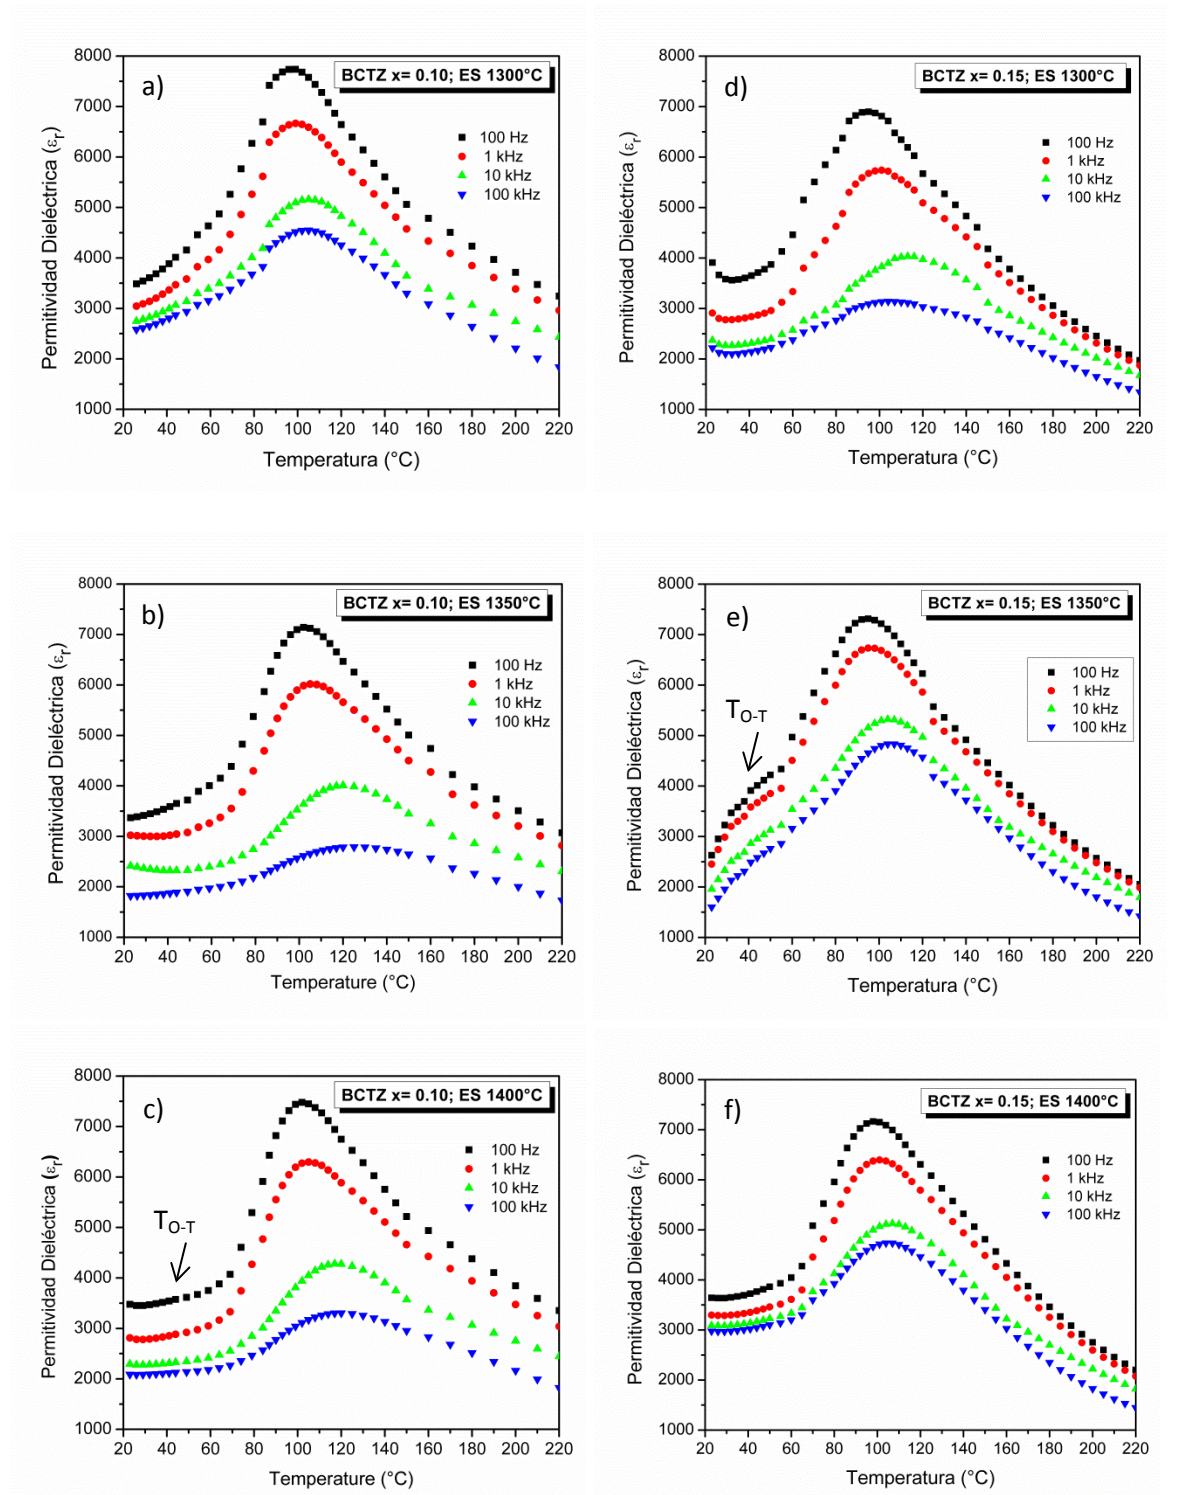 a)
BCTZ x= 0.10; ES 1300°C
100 Hz
1 kHz
10 kHz
100 kHz
Permitividad Dieléctrica (εr)
8000
7000
6000
5000
4000
3000
2000
1000
20 40 60 80 100 120 140 160 180 200 220
Temperatura (°C)
d)
BCTZ x= 0.15; ES 1300°C
100 Hz
1 kHz
10 kHz
100 kHz
Permitividad Dieléctrica (εr)
8000
7000
6000
5000
4000
3000
2000
1000
20 40 60 80 100 120 140 160 180 200 220
Temperatura (°C)
b)
BCTZ x= 0.10; ES 1350°C
100 Hz
1 kHz
10 kHz
100 kHz
Permitividad Dieléctrica (εr)
8000
7000
6000
5000
4000
3000
2000
1000
20 40 60 80 100 120 140 160 180 200 220
Temperature (°C)
e)
BCTZ x= 0.15; ES 1350°C
100 Hz
1 kHz
10 kHz
100 kHz
TO-T
Permitividad Dieléctrica (εr)
8000
7000
6000
5000
4000
3000
2000
1000
20 40 60 80 100 120 140 160 180 200 220
Temperatura (°C)
c)
BCTZ x= 0.10; ES 1400°C
100 Hz
1 kHz
10 kHz
100 kHz
TO-T
Permitividad Dieléctrica (εr)
8000
7000
6000
5000
4000
3000
2000
1000
20 40 60 80 100 120 140 160 180 200 220
Temperature (°C)
f)
BCTZ x= 0.15; ES 1400°C
100 Hz
1 kHz
10 kHz
100 kHz
Permitividad Dieléctrica (εr)
8000
7000
6000
5000
4000
3000
2000
1000
20 40 60 80 100 120 140 160 180 200 220
Temperatura (°C)